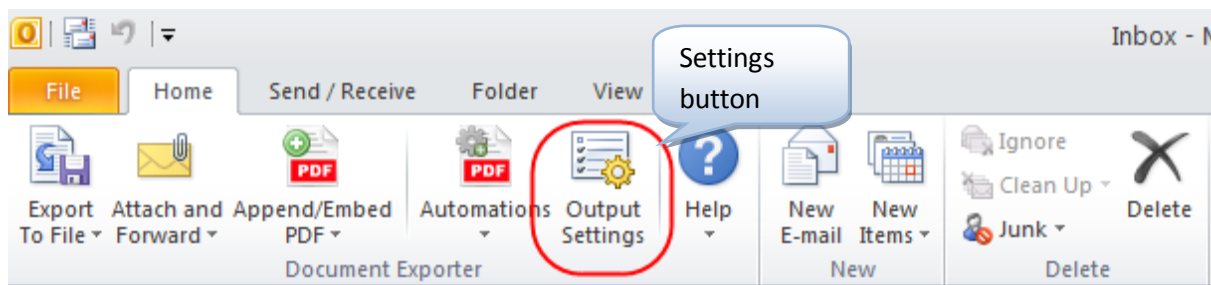 Inbox - M
Settings
button
File Home Send / Receive Folder View
PDF PDF ?
Ignore
Clean Up
Export Attach and Append/Embed Automations Output Help New New Delete
To File Forward PDF Settings E-mail Items Junk
Document Exporter New Delete